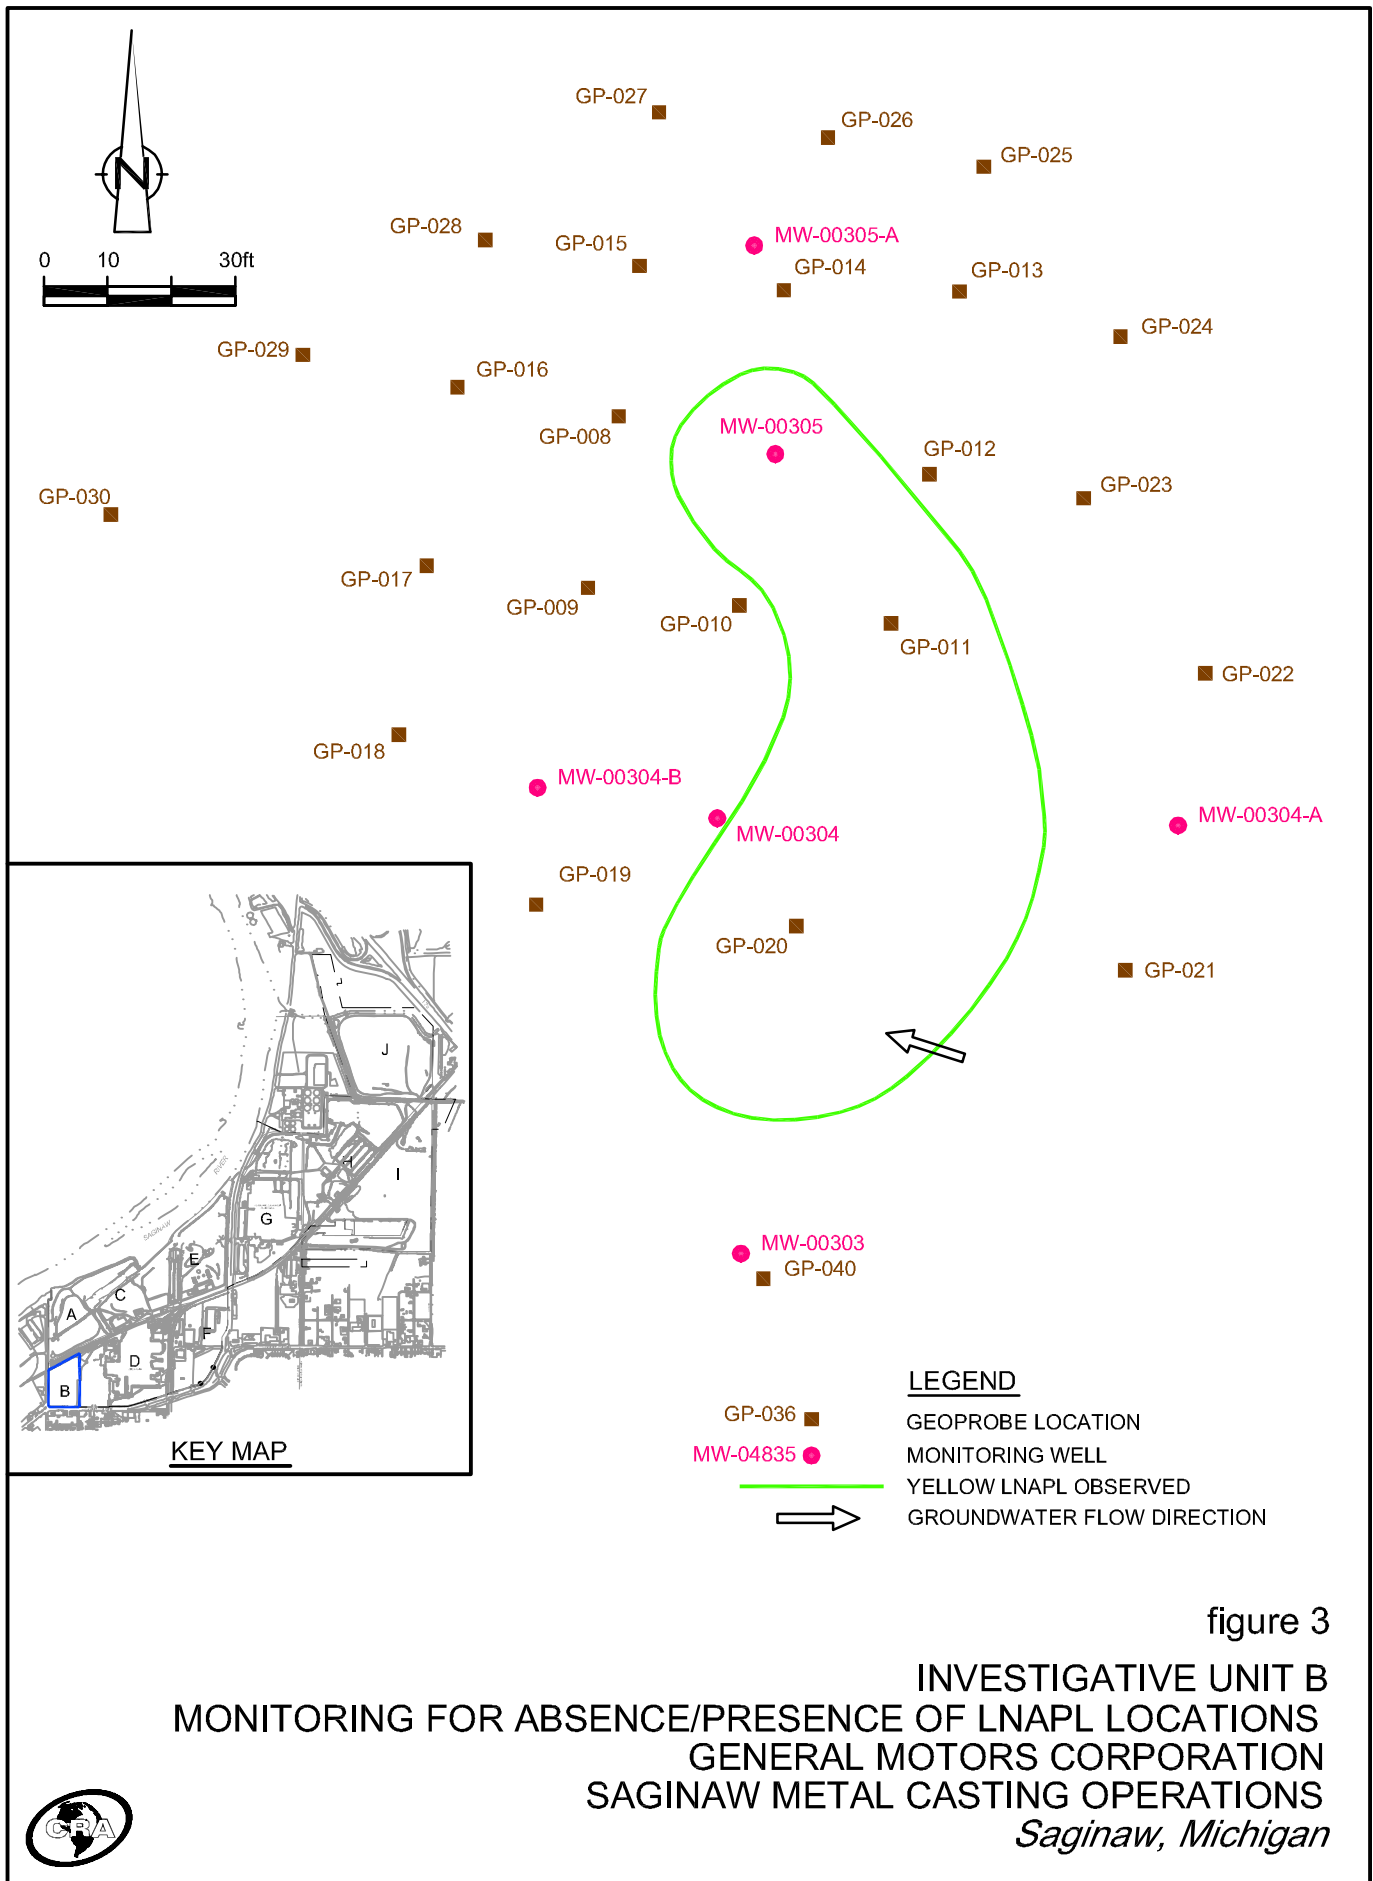 GP-027
GP-026
GP-025
N
GP-028
GP-015
MW-00305-A
GP-014
GP-013
0 10 30ft
GP-024
GP-029
GP-016
GP-008
MW-00305
GP-012
GP-023
GP-030
GP-017
GP-009
GP-010
GP-011
GP-022
GP-018
MW-00304-B
MW-00304
MW-00304-A
GP-019
GP-020
GP-021
J
H
I
RIVER
G
SAGINAW
E
C
A
F
D
B
KEY MAP
MW-00303
GP-040
LEGEND
GP-036 GEOPROBE LOCATION
MW-04835 MONITORING WELL
YELLOW LNAPL OBSERVED
GROUNDWATER FLOW DIRECTION
figure 3
INVESTIGATIVE UNIT B
MONITORING FOR ABSENCE/PRESENCE OF LNAPL LOCATIONS
GENERAL MOTORS CORPORATION
SAGINAW METAL CASTING OPERATIONS
Saginaw, Michigan
CRA